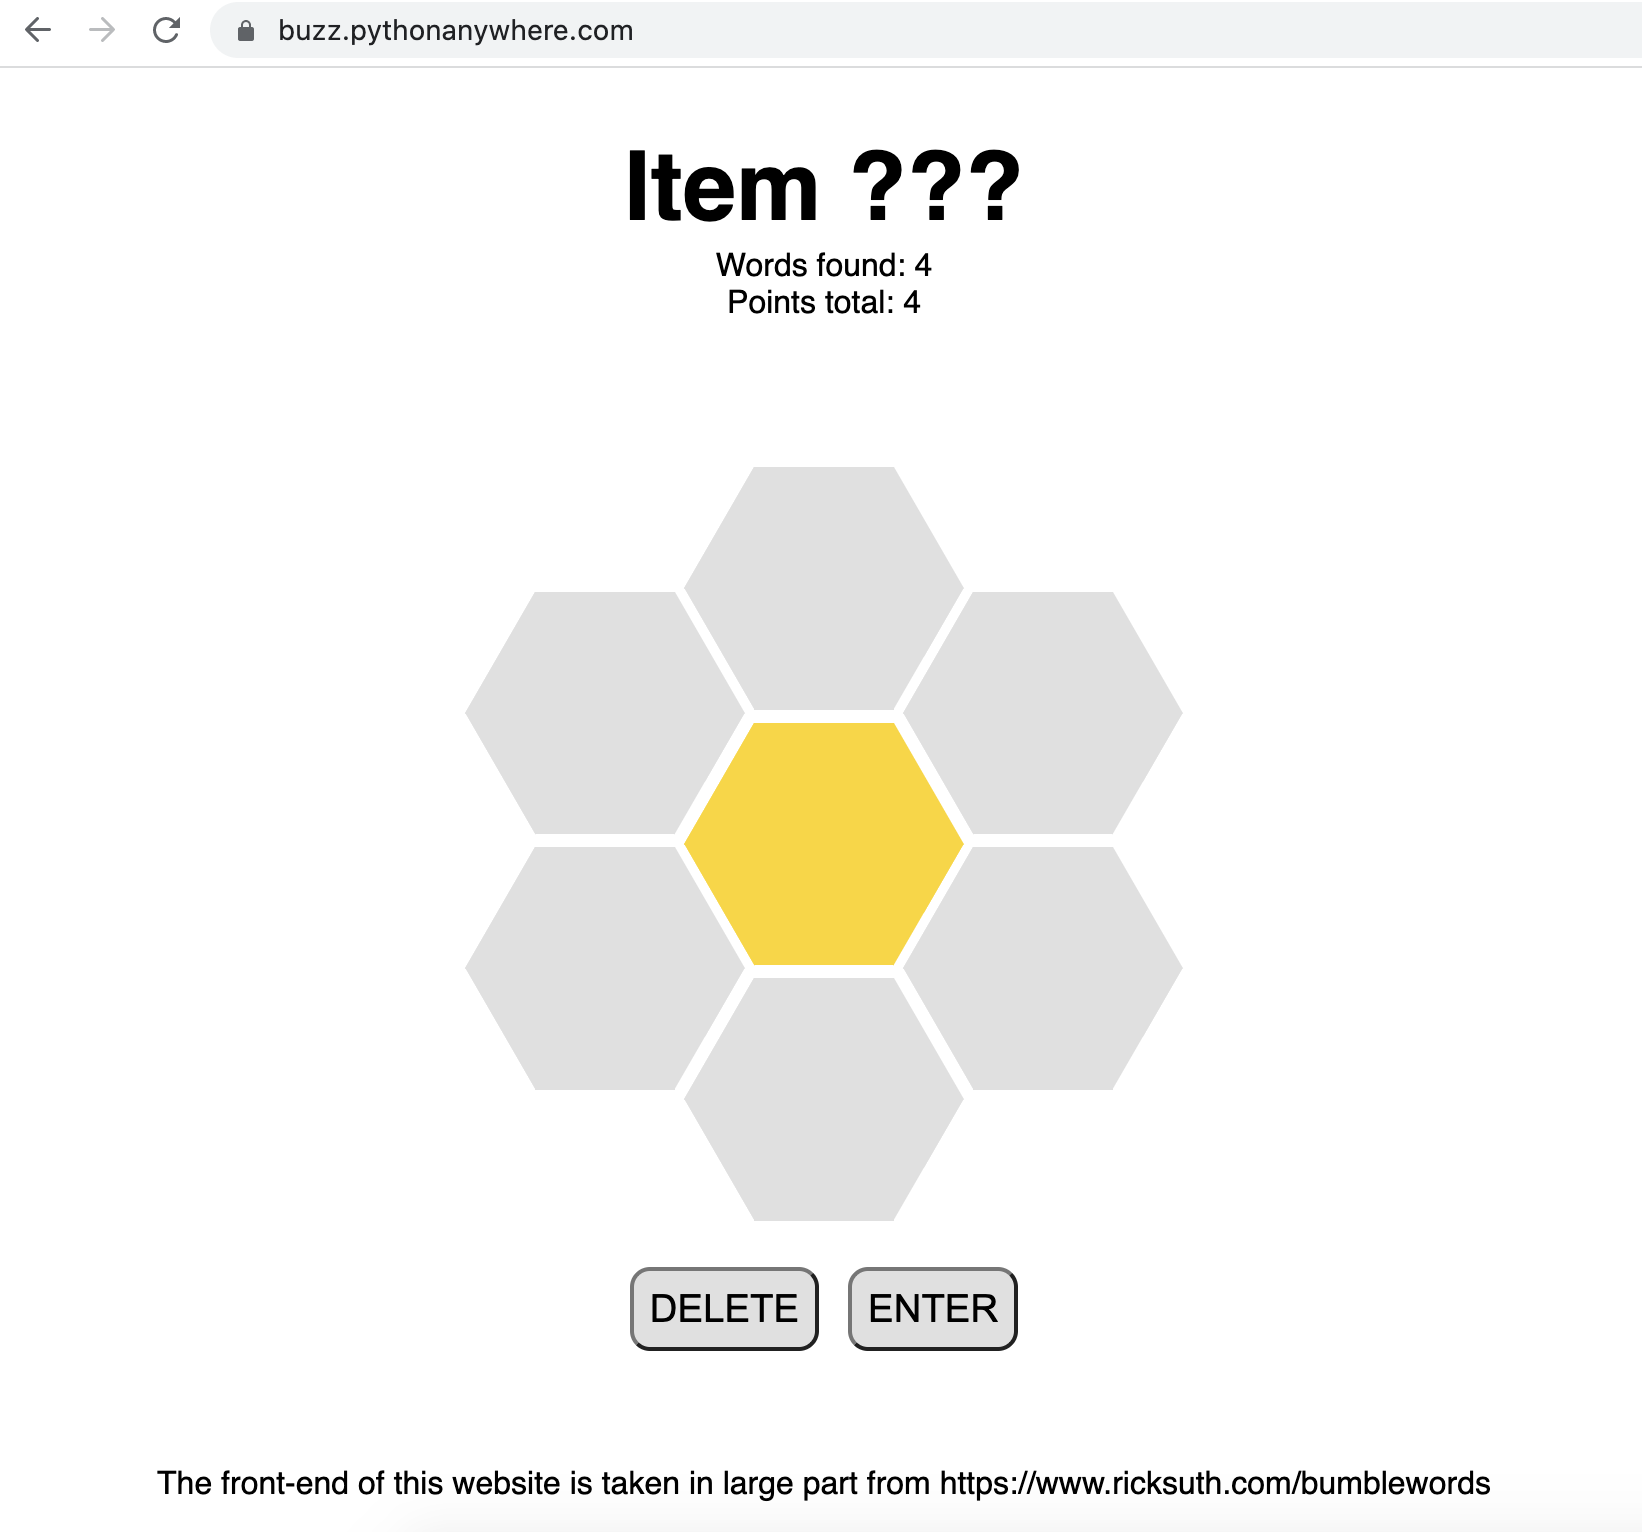 buzz.pythonanywhere.com
Item ???
Words found: 4
Points total: 4
DELETE ENTER
The front-end of this website is taken in large part from https://www.ricksuth.com/bumblewords